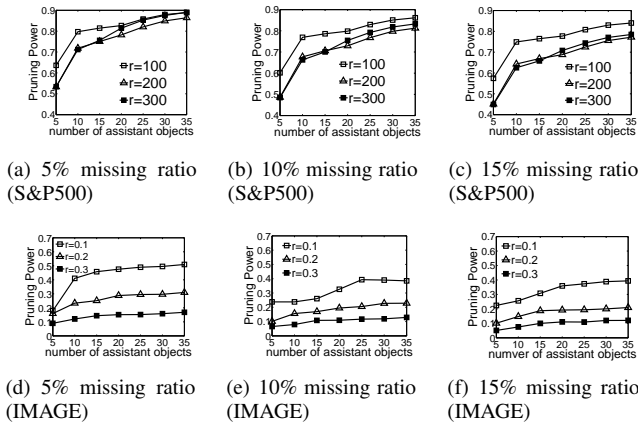 Pruning Power
0.9
0.8
0.7
0.6
0.5
0.4
r=100
r=200
r=300
5 10 15 20 25 30 35
number of assistant objects
(a) 5% missing ratio
(S&P500)
Pruning Power
0.9
0.8
0.7
0.6
0.5
0.4
0.3
r=100
r=200
r=300
5 10 15 20 25 30 35
number of assistant objects
(b) 10% missing ratio
(S&P500)
Pruning Power
0.9
0.8
0.7
0.6
0.5
0.4
r=100
r=200
r=300
5 10 15 20 25 30 35
number of assistant objects
(c) 15% missing ratio
(S&P500)
Pruning Power
0.7
0.6
0.5
0.4
0.3
0.2
0.1
0
r=0.1
r=0.2
r=0.3
5 10 15 20 25 30 35
number of assistant objects
(d) 5% missing ratio
(IMAGE)
Pruning Power
0.7
0.6
0.5
0.4
0.3
0.2
0.1
0
r=0.1
r=0.2
r=0.3
5 10 15 20 25 30 35
number of assistant objects
(e) 10% missing ratio
(IMAGE)
Pruning Power
0.7
0.6
0.5
0.4
0.3
0.2
0.1
0
r=0.1
r=0.2
r=0.3
5 10 15 20 25 30 35
numver of assistant objects
(f) 15% missing ratio
(IMAGE)